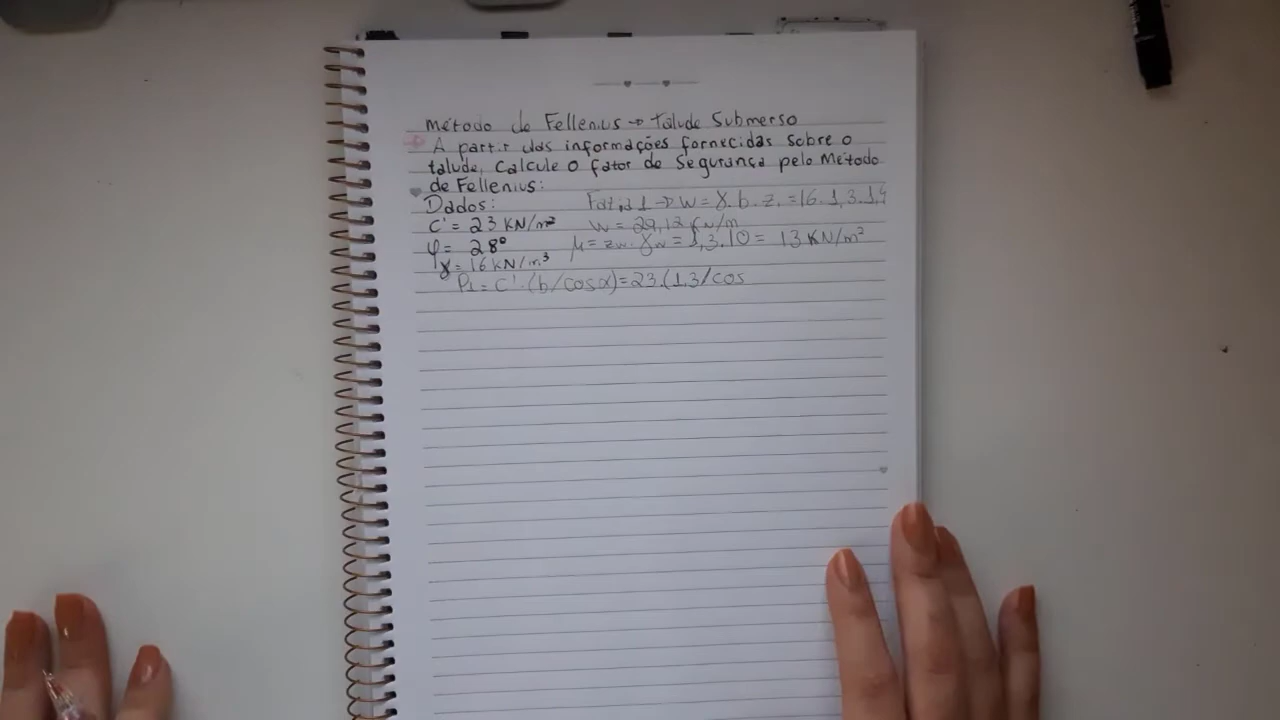 Método de Fellenius → talude Submerso
→ A partir das informações fornecidas sobre o
talude, calcule o fator de segurança pelo Método
de Fellenius:
Dados:
C' = 23 KN/m²
φ = 28°
γ = 16 KN/m³
Fatia 1 → W = γ. b. z. = 16. 1,3. 1,4
W = 29,12 KN/m
μ = zw. γw = 1,3. 10 = 13 KN/m²
P1 = C'. (b/cosα) = 23. (1,3/cos